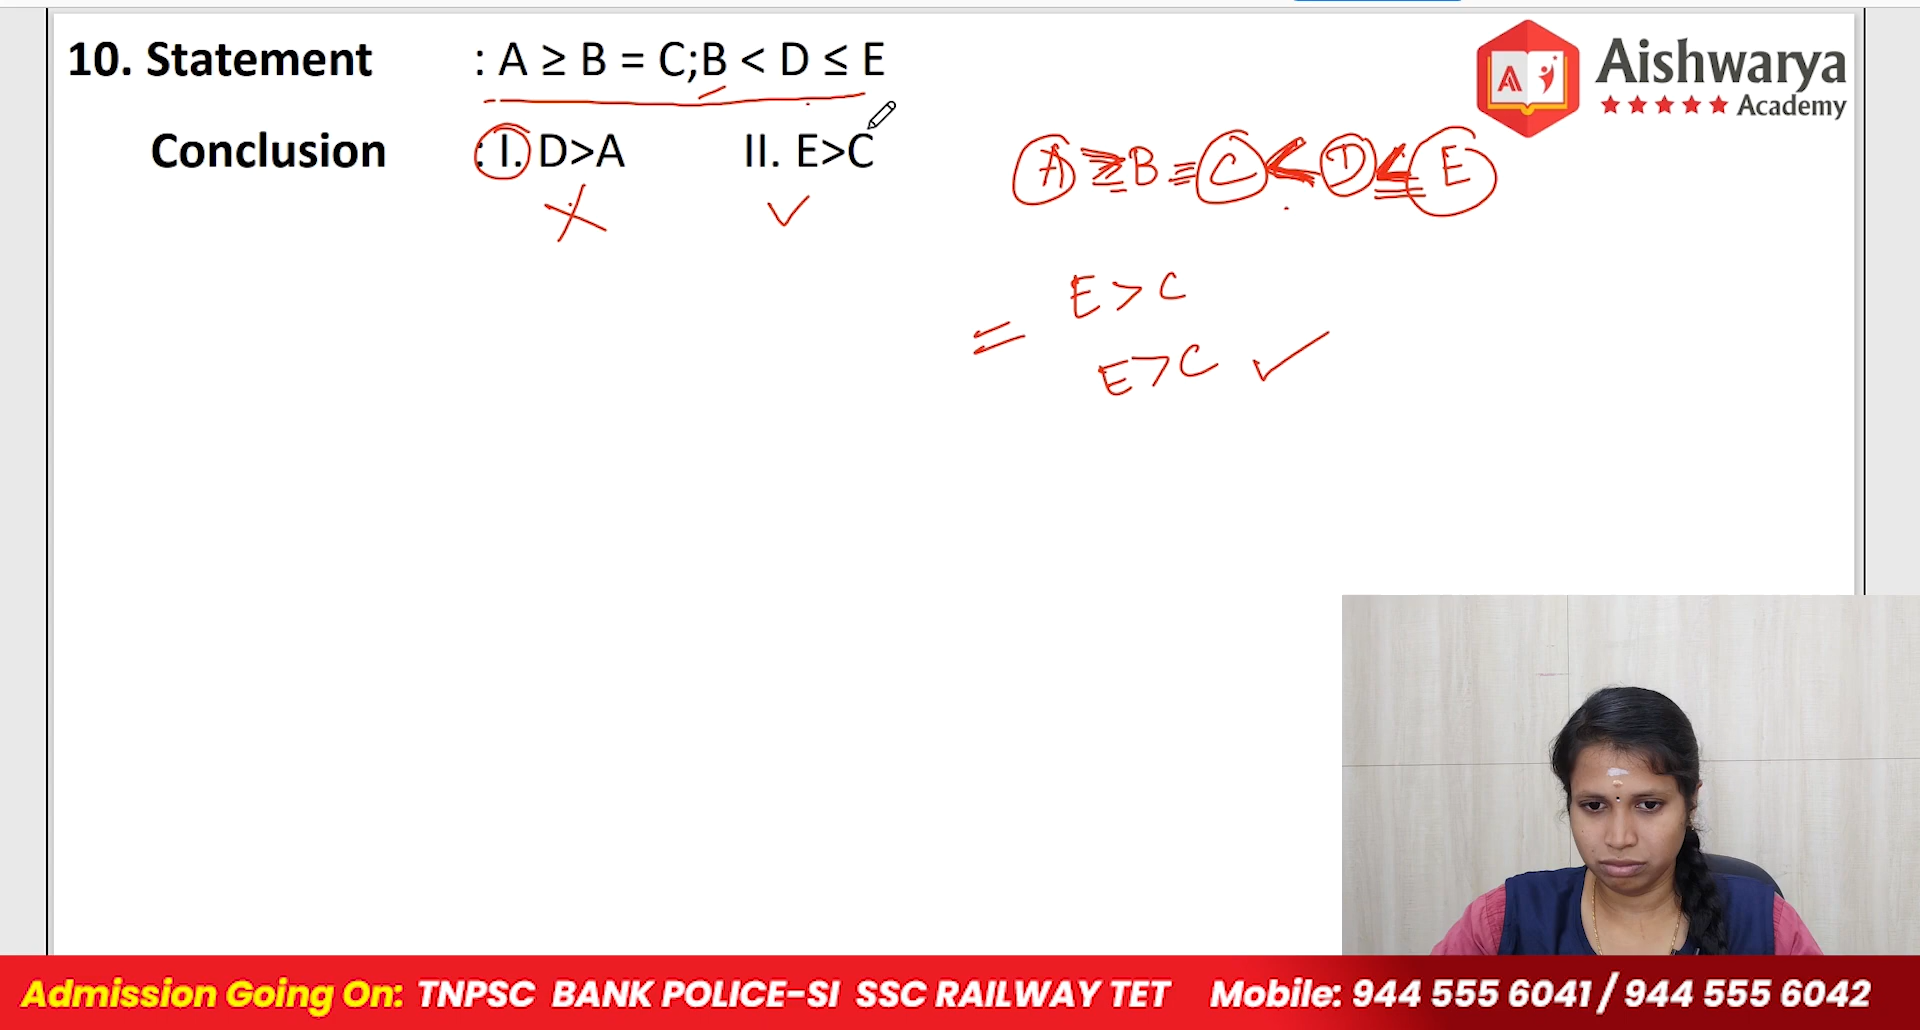 10. Statement : A ≥ B = C;B < D ≤ E
Conclusion : I. D>A II. E>C
A ≥ B = C < D ≤ E
E > C
=
E > C ✓
Aishwarya
Academy
Admission Going On: TNPSC BANK POLICE-SI SSC RAILWAY TET Mobile: 944 555 6041 / 944 555 6042